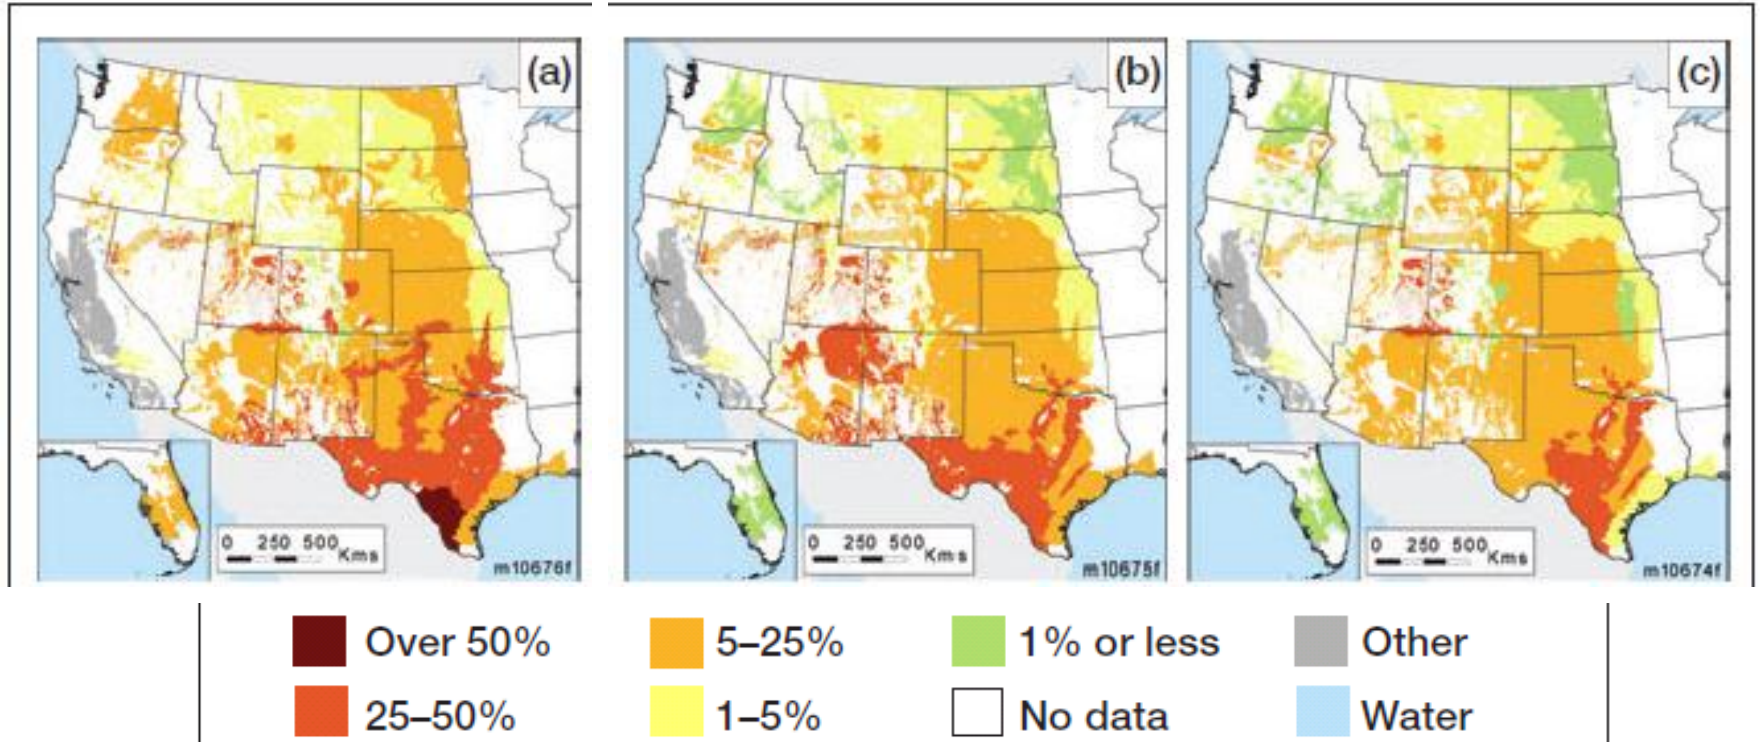 (a)
(b)
(c)
0 250 500
Kms
m10676f
0 250 500
Kms
m10675f
0 250 500
Kms
m10674f
Over 50%
5–25%
1% or less
Other
25–50%
1–5%
No data
Water